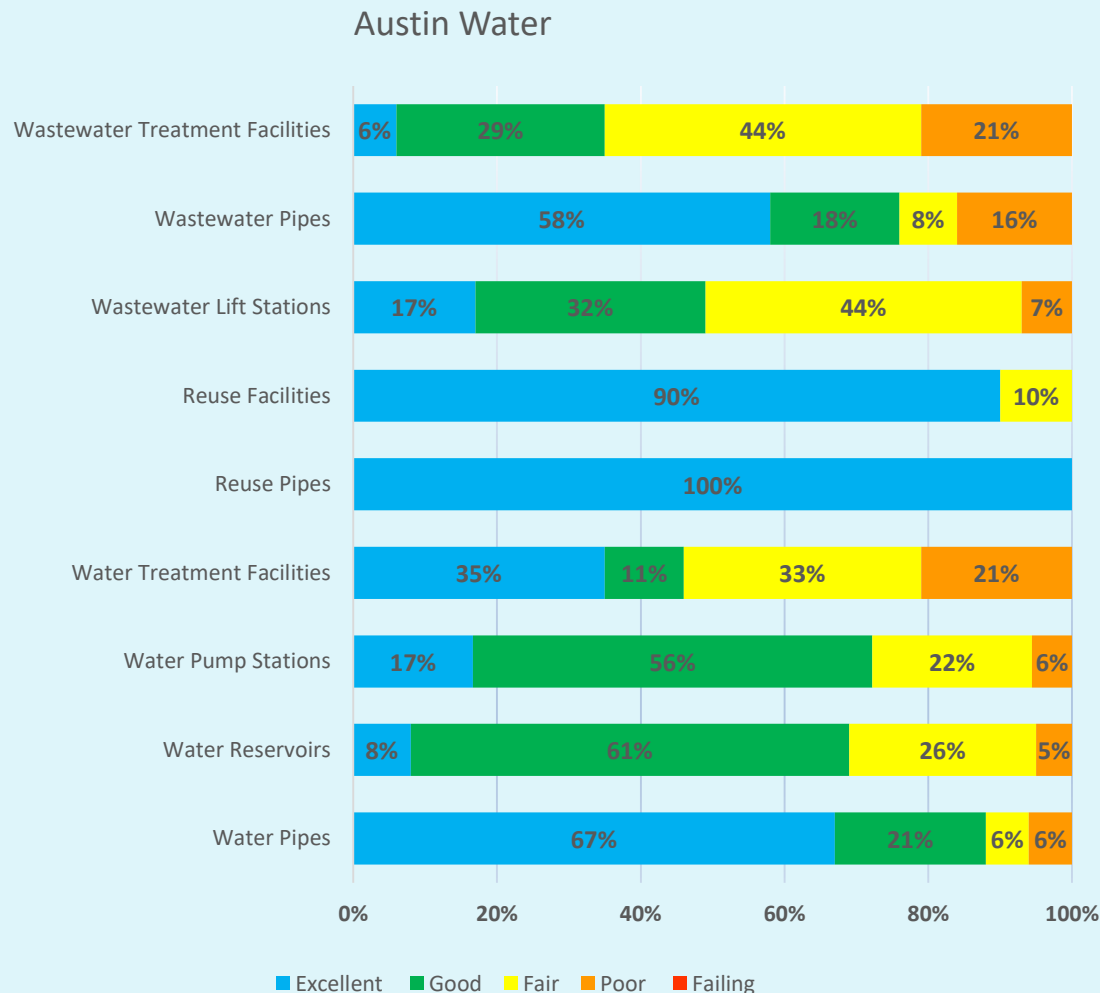 Austin Water
Wastewater Treatment Facilities 6% 29% 44% 21%
Wastewater Pipes 58% 18% 8% 16%
Wastewater Lift Stations 17% 32% 44% 7%
Reuse Facilities 90% 10%
Reuse Pipes 100%
Water Treatment Facilities 35% 11% 33% 21%
Water Pump Stations 17% 56% 22% 6%
Water Reservoirs 8% 61% 26% 5%
Water Pipes 67% 21% 6% 6%
0% 20% 40% 60% 80% 100%
Excellent Good Fair Poor Failing